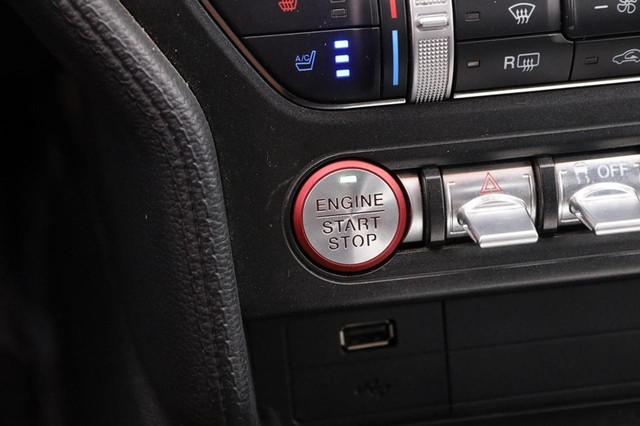 A/C
R
ENGINE
START
STOP
OFF